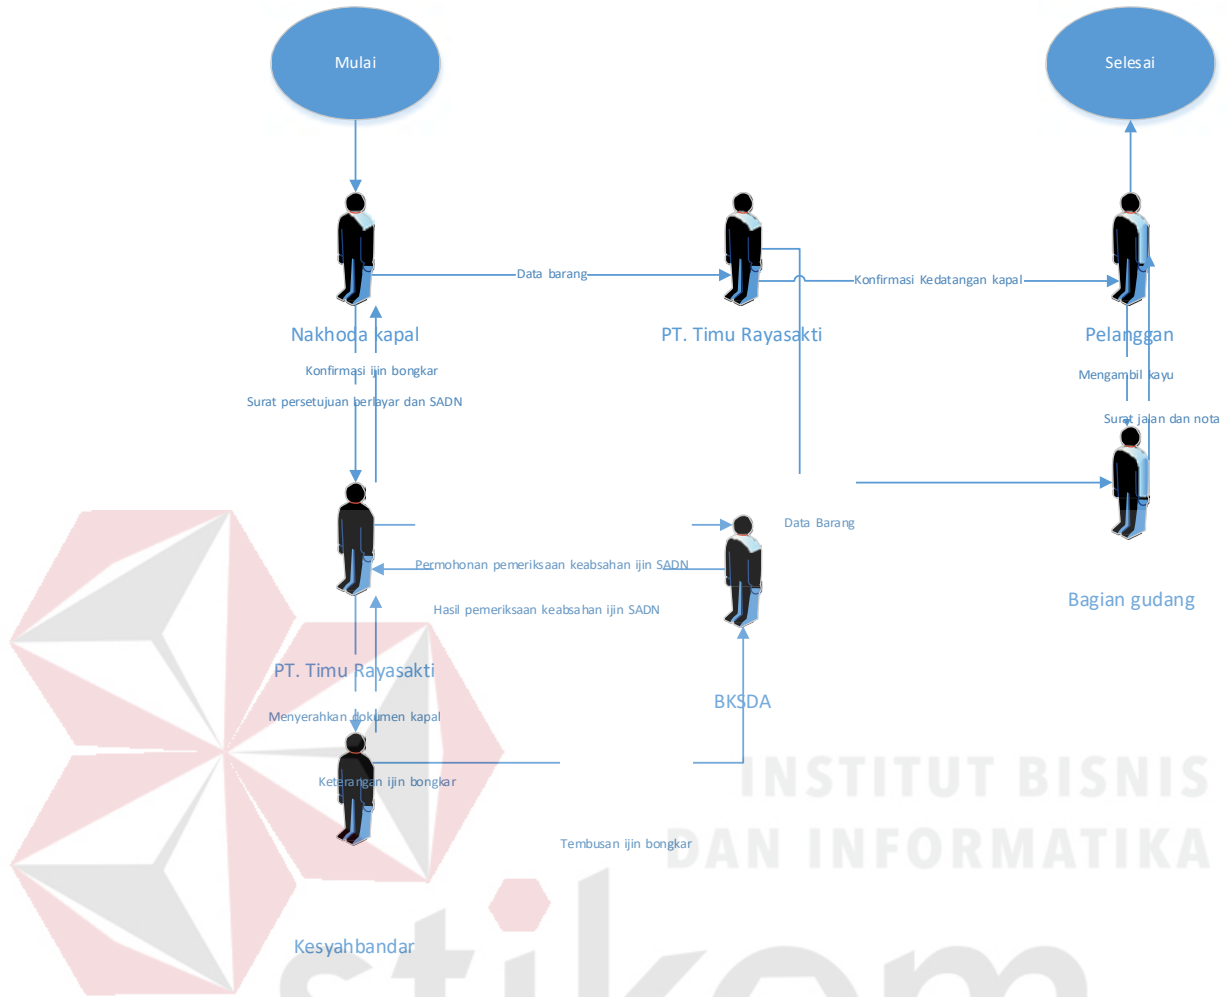 Mulai
Selesai
Data barang
Konfirmasi Kedatangan kapal
Nakhoda kapal
PT. Timu Rayasakti
Pelanggan
Konfirmasi ijin bongkar
Mengambil kayu
Surat persetujuan berlayar dan SADN
Surat jalan dan nota
Data Barang
Permohonan pemeriksaan keabsahan ijin SADN
Hasil pemeriksaan keabsahan ijin SADN
Bagian gudang
PT. Timu Rayasakti
BKSDA
Menyerahkan dokumen kapal
Keterangan ijin bongkar
INSTITUT BISNIS
DAN INFORMATIKA
Tembusan ijin bongkar
Kesyahbandar
stikom